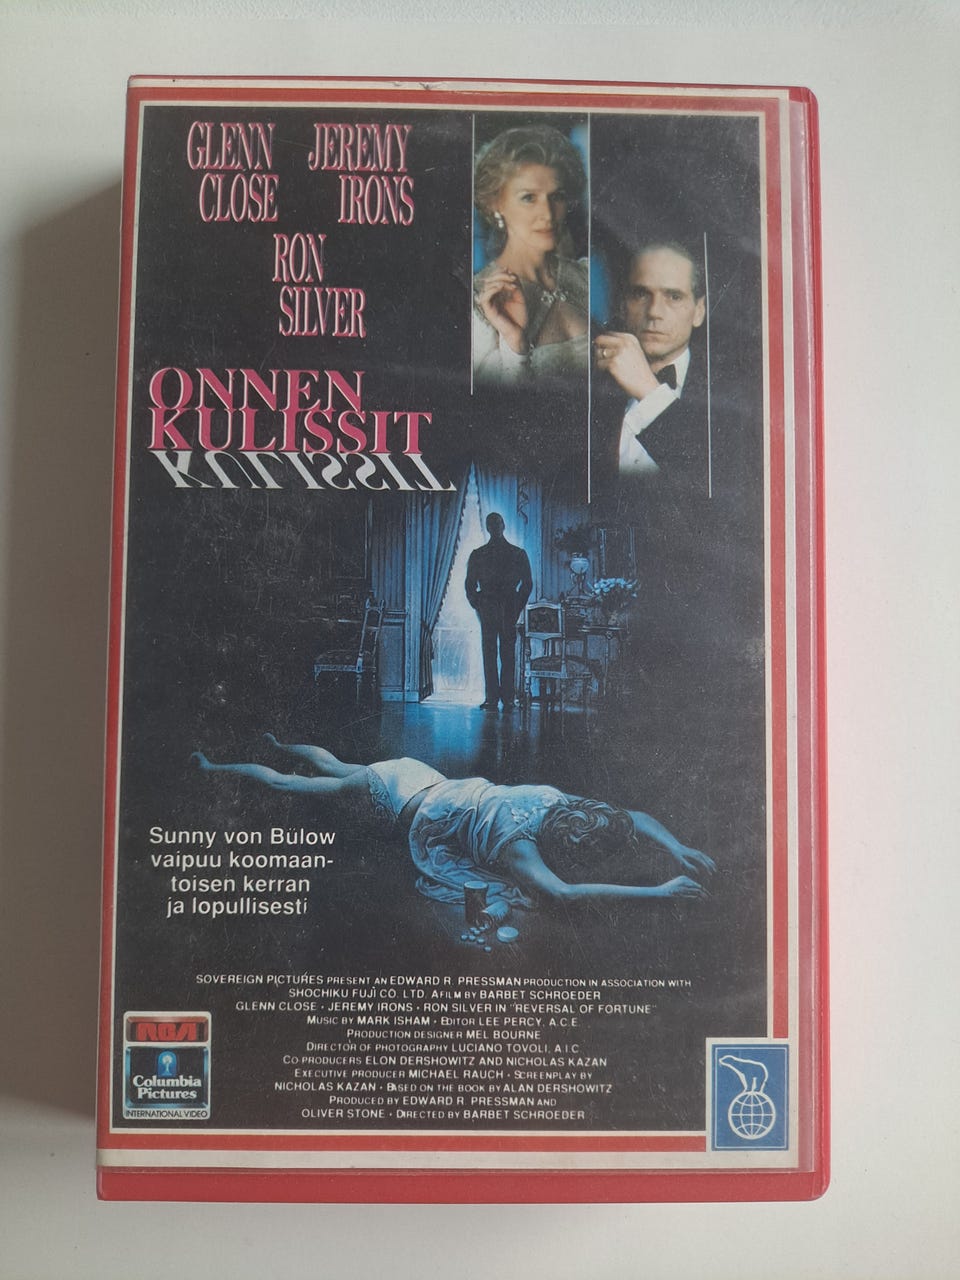 GLENN CLOSE
JEREMY IRONS
RON SILVER
ONNEN
KULISSIT
KULISSIT
Sunny von Bülow
vaipuu koomaan-
toisen kerran
ja lopullisesti
SOVEREIGN PICTURES PRESENT AN EDWARD R. PRESSMAN PRODUCTION IN ASSOCIATION WITH
SHOCHIKU FUJI CO. LTD. A FILM BY BARBET SCHROEDER
GLENN CLOSE · JEREMY IRONS · RON SILVER IN "REVERSAL OF FORTUNE"
MUSIC BY MARK ISHAM · EDITOR LEE PERCY, A.C.E.
PRODUCTION DESIGNER MEL BOURNE
DIRECTOR OF PHOTOGRAPHY LUCIANO TOVOLI, A.I.C.
CO PRODUCERS ELON DERSHOWITZ AND NICHOLAS KAZAN
EXECUTIVE PRODUCER MICHAEL RAUCH · SCREENPLAY BY
NICHOLAS KAZAN · BASED ON THE BOOK BY ALAN DERSHOWITZ
PRODUCED BY EDWARD R. PRESSMAN AND
OLIVER STONE · DIRECTED BY BARBET SCHROEDER
RCA
Columbia
Pictures
INTERNATIONAL VIDEO